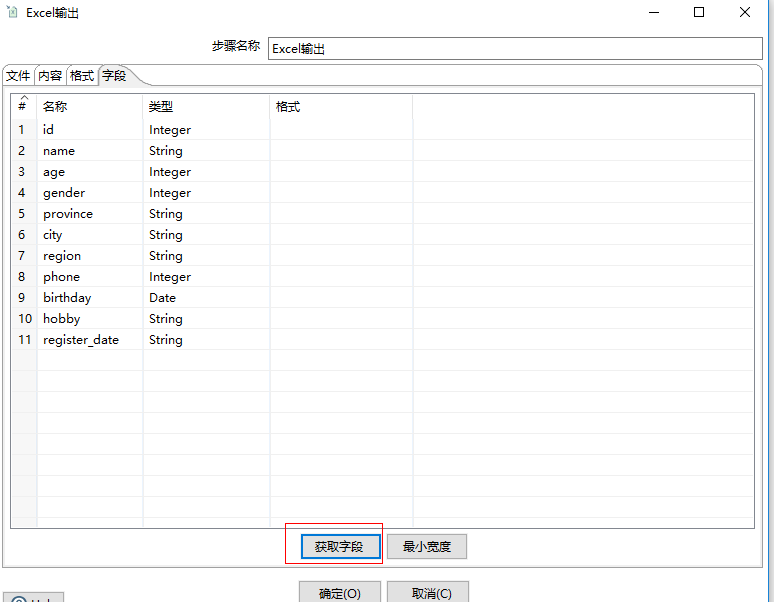 Excel输出
步骤名称 Excel输出
文件 内容 格式 字段
# 名称 类型 格式
1 id Integer
2 name String
3 age Integer
4 gender Integer
5 province String
6 city String
7 region String
8 phone Integer
9 birthday Date
10 hobby String
11 register_date String
获取字段 最小宽度
确定(O) 取消(C)